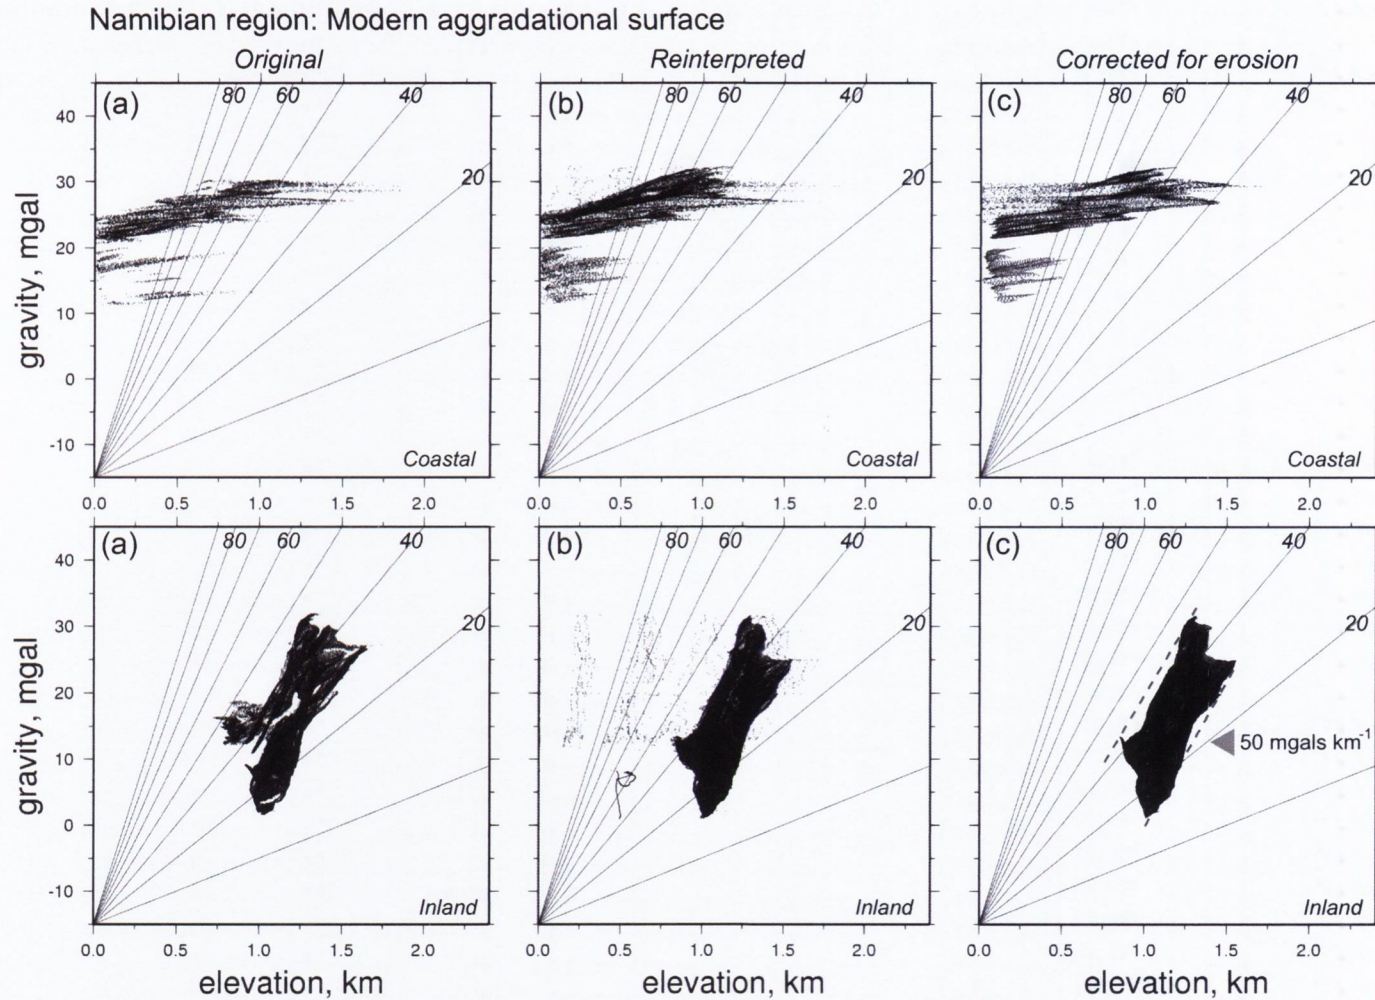 Namibian region: Modern aggradational surface
Original
Reinterpreted
Corrected for erosion
(a) 80 60 40
(b) 80 60 40
(c) 80 60 40
20
20
20
40
30
20
10
0
-10
gravity, mgal
Coastal
Coastal
Coastal
0.0 0.5 1.0 1.5 2.0
0.0 0.5 1.0 1.5 2.0
0.0 0.5 1.0 1.5 2.0
(a) 80 60 40
(b) 80 60 40
(c) 80 60 40
20
20
20
40
30
20
10
0
-10
gravity, mgal
50 mgals km⁻¹
Inland
Inland
Inland
0.0 0.5 1.0 1.5 2.0
0.0 0.5 1.0 1.5 2.0
0.0 0.5 1.0 1.5 2.0
elevation, km
elevation, km
elevation, km